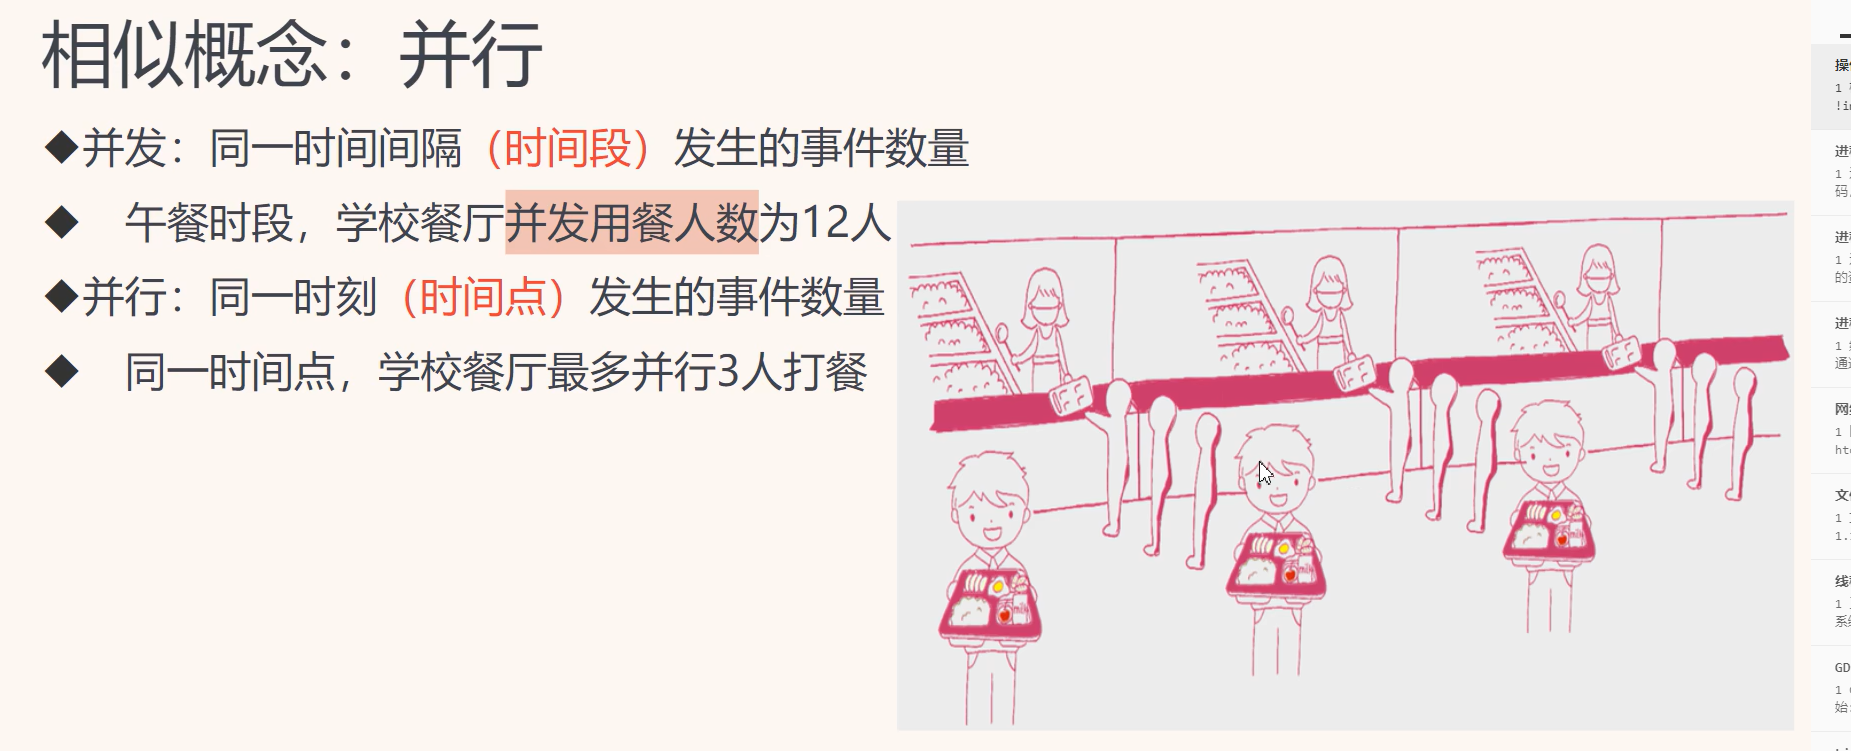 相似概念：并行
◆并发：同一时间间隔（时间段）发生的事件数量
◆ 午餐时段，学校餐厅并发用餐人数为12人
◆并行：同一时刻（时间点）发生的事件数量
◆ 同一时间点，学校餐厅最多并行3人打餐
1
进
1
码
进
1
的
进
1
1
文
1
1.
线
1
系
GD
1
始